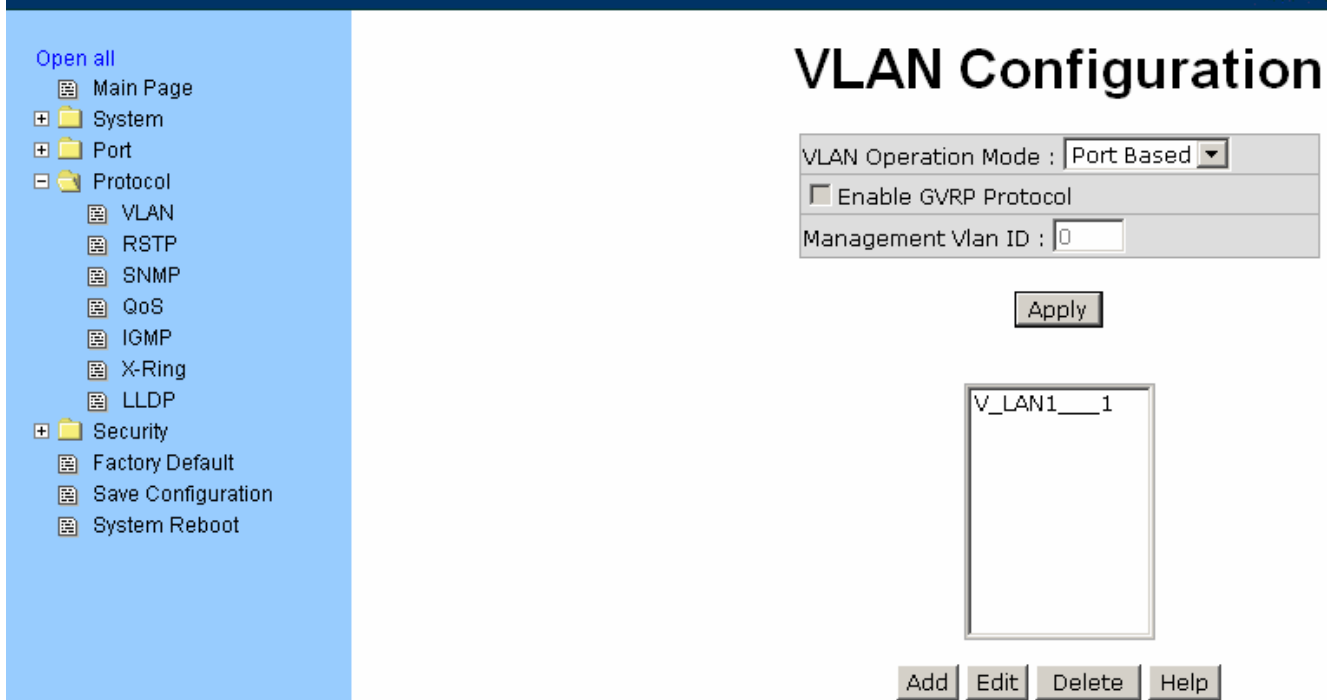 Open all
Main Page
System
Port
Protocol
VLAN
RSTP
SNMP
QoS
IGMP
X-Ring
LLDP
Security
Factory Default
Save Configuration
System Reboot
VLAN Configuration
VLAN Operation Mode : Port Based
Enable GVRP Protocol
Management Vlan ID : 0
Apply
V_LAN1___1
Add Edit Delete Help